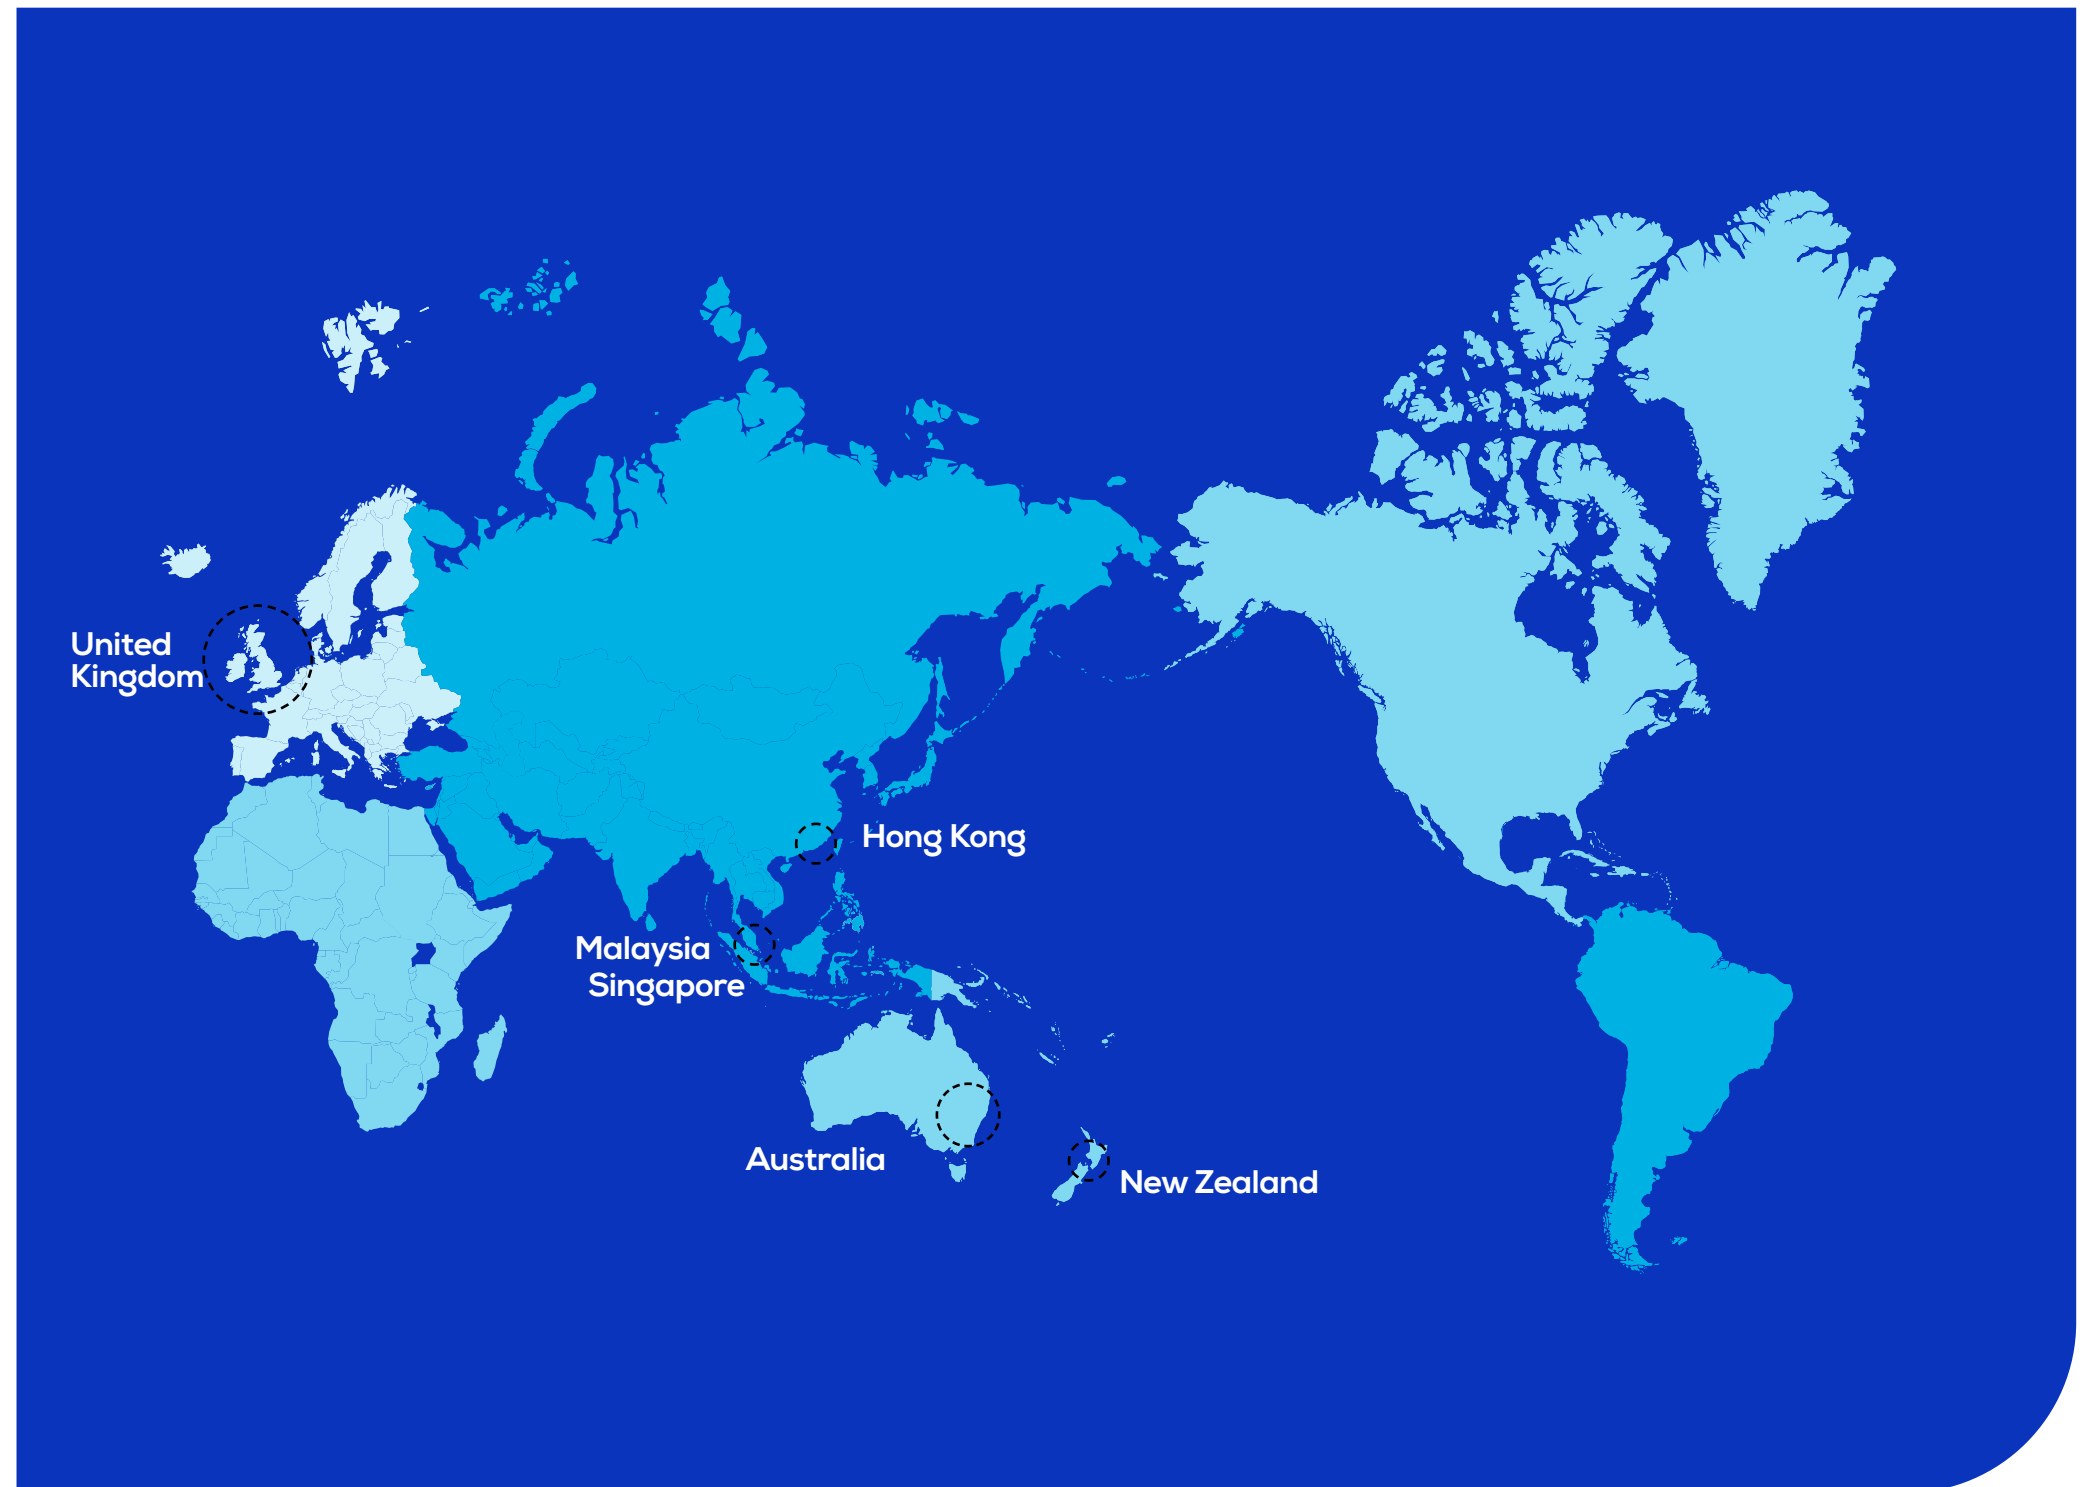 United
Kingdom
Hong Kong
Malaysia
Singapore
Australia
New Zealand